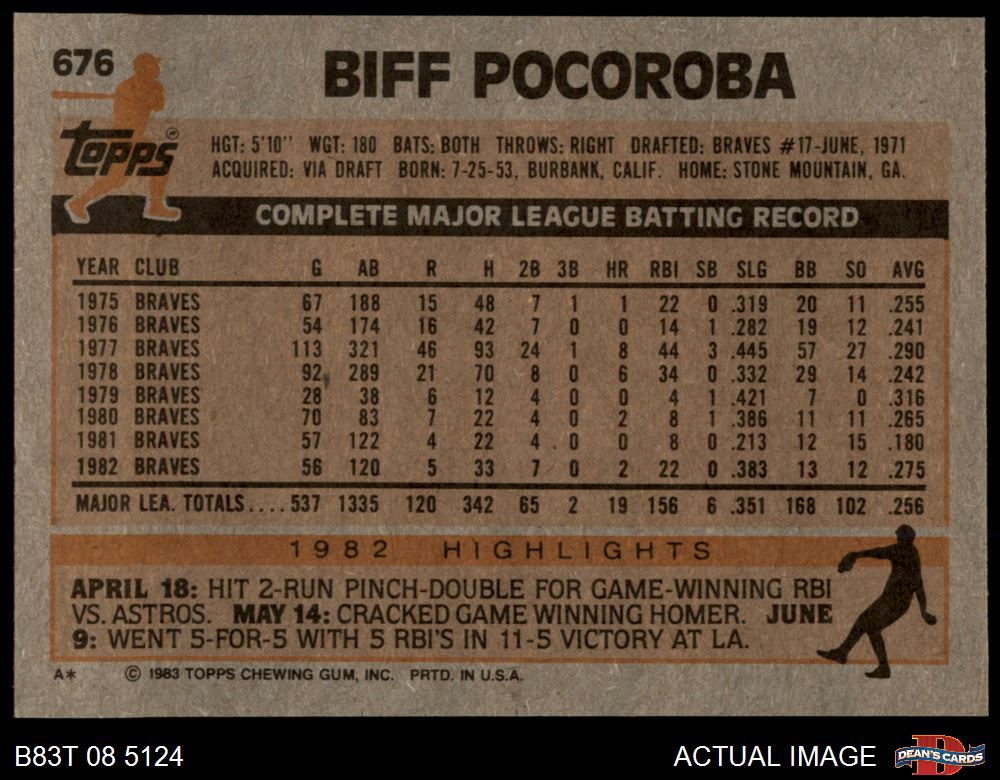 676
BIFF POCOROBA
Topps ®
HGT: 5'10" WGT: 180 BATS: BOTH THROWS: RIGHT DRAFTED: BRAVES #17-JUNE, 1971
ACQUIRED: VIA DRAFT BORN: 7-25-53, BURBANK, CALIF. HOME: STONE MOUNTAIN, GA.
COMPLETE MAJOR LEAGUE BATTING RECORD
YEAR CLUB G AB R H 2B 3B HR RBI SB SLG BB SO AVG
1975 BRAVES 67 188 15 48 7 1 1 22 0 .319 20 11 .255
1976 BRAVES 54 174 16 42 7 0 0 14 1 .282 19 12 .241
1977 BRAVES 113 321 46 93 24 1 8 44 3 .445 57 27 .290
1978 BRAVES 92 289 21 70 8 0 6 34 0 .332 29 14 .242
1979 BRAVES 28 38 6 12 4 0 0 4 1 .421 7 0 .316
1980 BRAVES 70 83 7 22 4 0 2 8 1 .386 11 11 .265
1981 BRAVES 57 122 4 22 4 0 0 8 0 .213 12 15 .180
1982 BRAVES 56 120 5 33 7 0 2 22 0 .383 13 12 .275
MAJOR LEA. TOTALS.... 537 1335 120 342 65 2 19 156 6 .351 168 102 .256
1982 HIGHLIGHTS
APRIL 18: HIT 2-RUN PINCH-DOUBLE FOR GAME-WINNING RBI
VS. ASTROS. MAY 14: CRACKED GAME WINNING HOMER. JUNE
9: WENT 5-FOR-5 WITH 5 RBI'S IN 11-5 VICTORY AT LA.
A* © 1983 TOPPS CHEWING GUM, INC. PRTD. IN U.S.A.
B83T 08 5124 ACTUAL IMAGE D DEAN'S CARDS